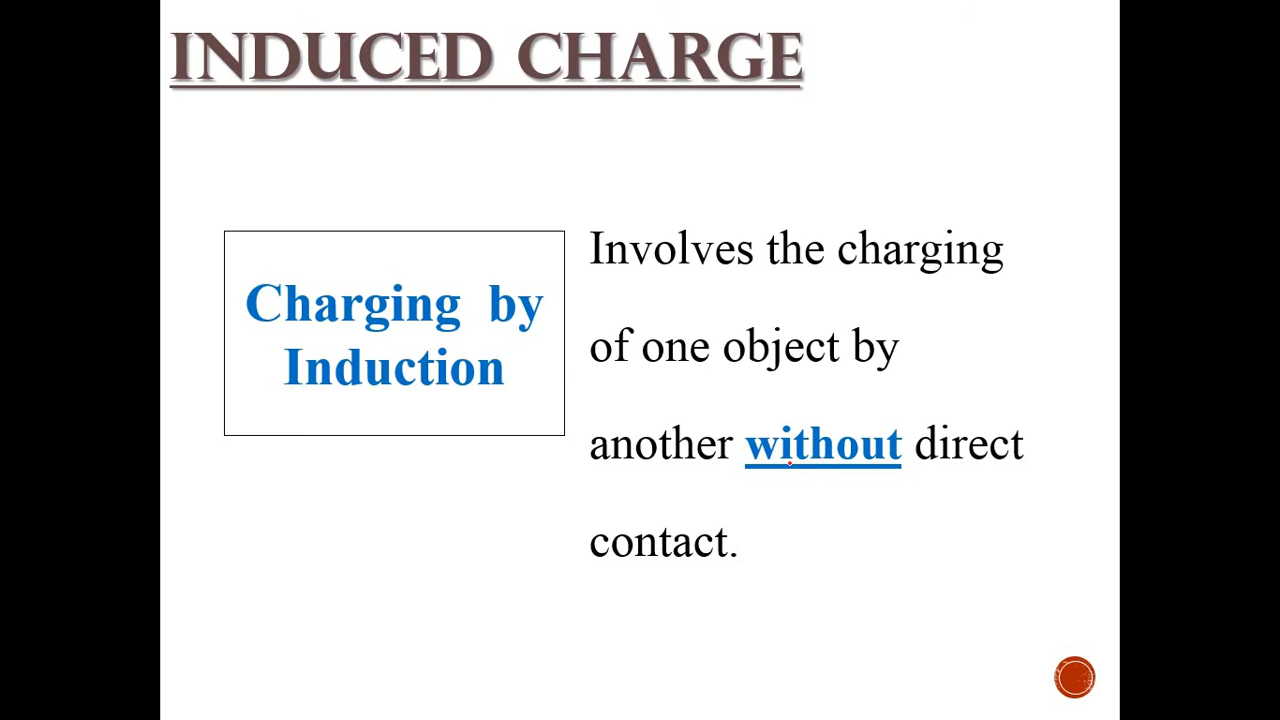 INDUCED CHARGE
Charging by
Induction
Involves the charging
of one object by
another without direct
contact.